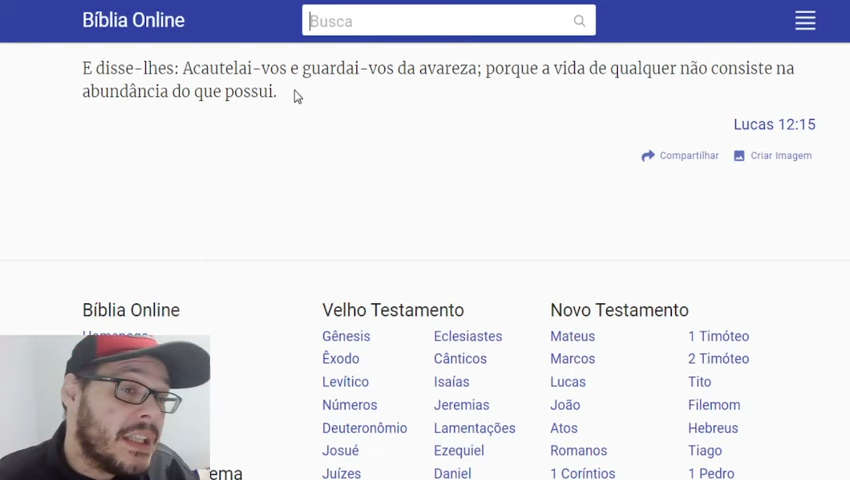 Bíblia Online
Busca
E disse-lhes: Acautelai-vos e guardai-vos da avareza; porque a vida de qualquer não consiste na
abundância do que possui.
Lucas 12:15
Compartilhar
Criar Imagem
Bíblia Online
Velho Testamento
Novo Testamento
Gênesis
Eclesiastes
Mateus
1 Timóteo
Êxodo
Cânticos
Marcos
2 Timóteo
Levítico
Isaías
Lucas
Tito
Números
Jeremias
João
Filemom
Deuteronômio
Lamentações
Atos
Hebreus
Josué
Ezequiel
Romanos
Tiago
ema
Juízes
Daniel
1 Coríntios
1 Pedro